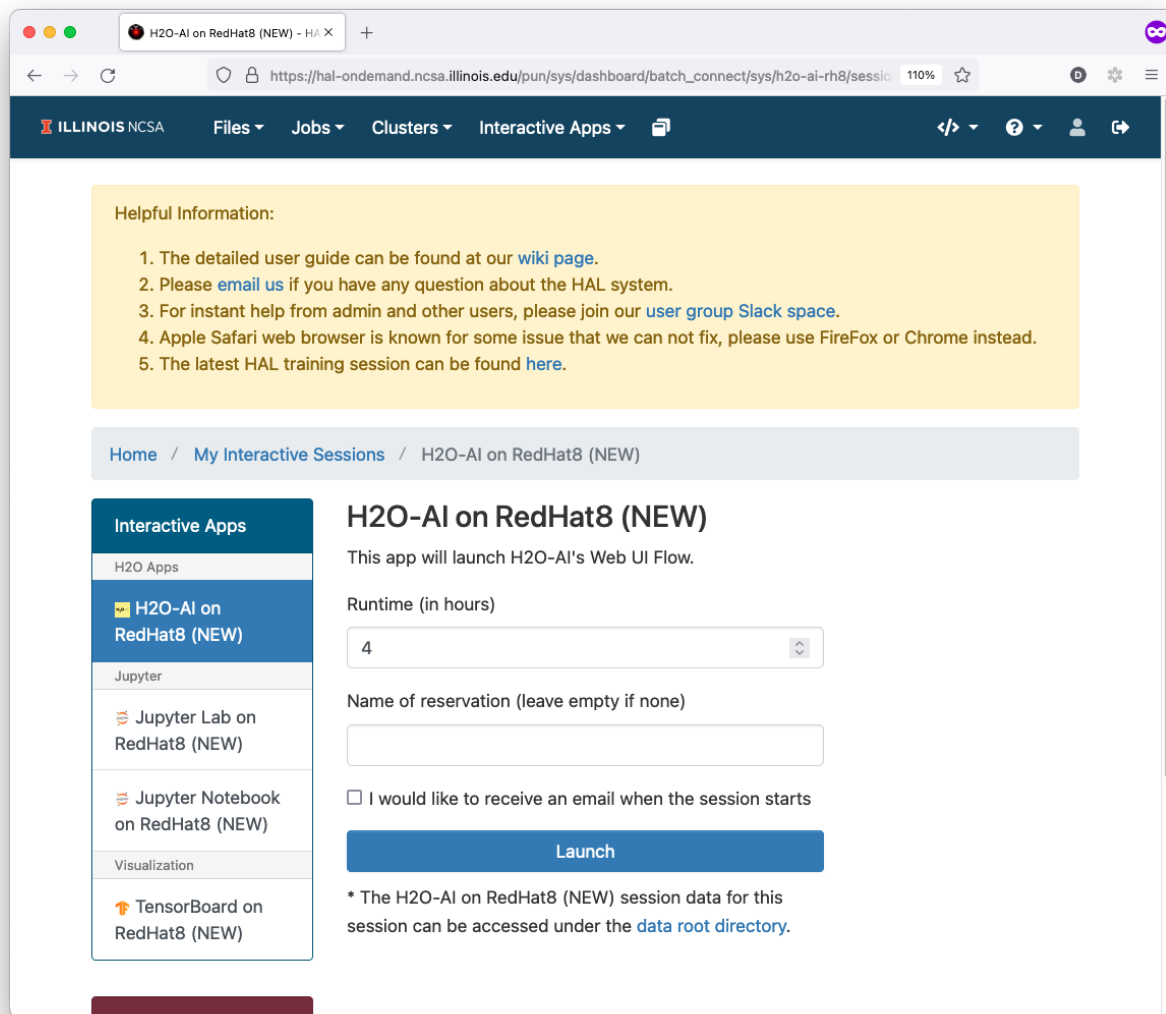 H2O-AI on RedHat8 (NEW) - HA
https://hal-ondemand.ncsa.illinois.edu/pun/sys/dashboard/batch_connect/sys/h2o-ai-rh8/sessio
110%
D
I ILLINOIS NCSA
Files
Jobs
Clusters
Interactive Apps
Helpful Information:
1. The detailed user guide can be found at our wiki page.
2. Please email us if you have any question about the HAL system.
3. For instant help from admin and other users, please join our user group Slack space.
4. Apple Safari web browser is known for some issue that we can not fix, please use FireFox or Chrome instead.
5. The latest HAL training session can be found here.
Home / My Interactive Sessions / H2O-AI on RedHat8 (NEW)
Interactive Apps
H2O Apps
H2O-AI on
RedHat8 (NEW)
Jupyter
Jupyter Lab on
RedHat8 (NEW)
Jupyter Notebook
on RedHat8 (NEW)
Visualization
TensorBoard on
RedHat8 (NEW)
H2O-AI on RedHat8 (NEW)
This app will launch H2O-AI's Web UI Flow.
Runtime (in hours)
4
Name of reservation (leave empty if none)
I would like to receive an email when the session starts
Launch
* The H2O-AI on RedHat8 (NEW) session data for this
session can be accessed under the data root directory.